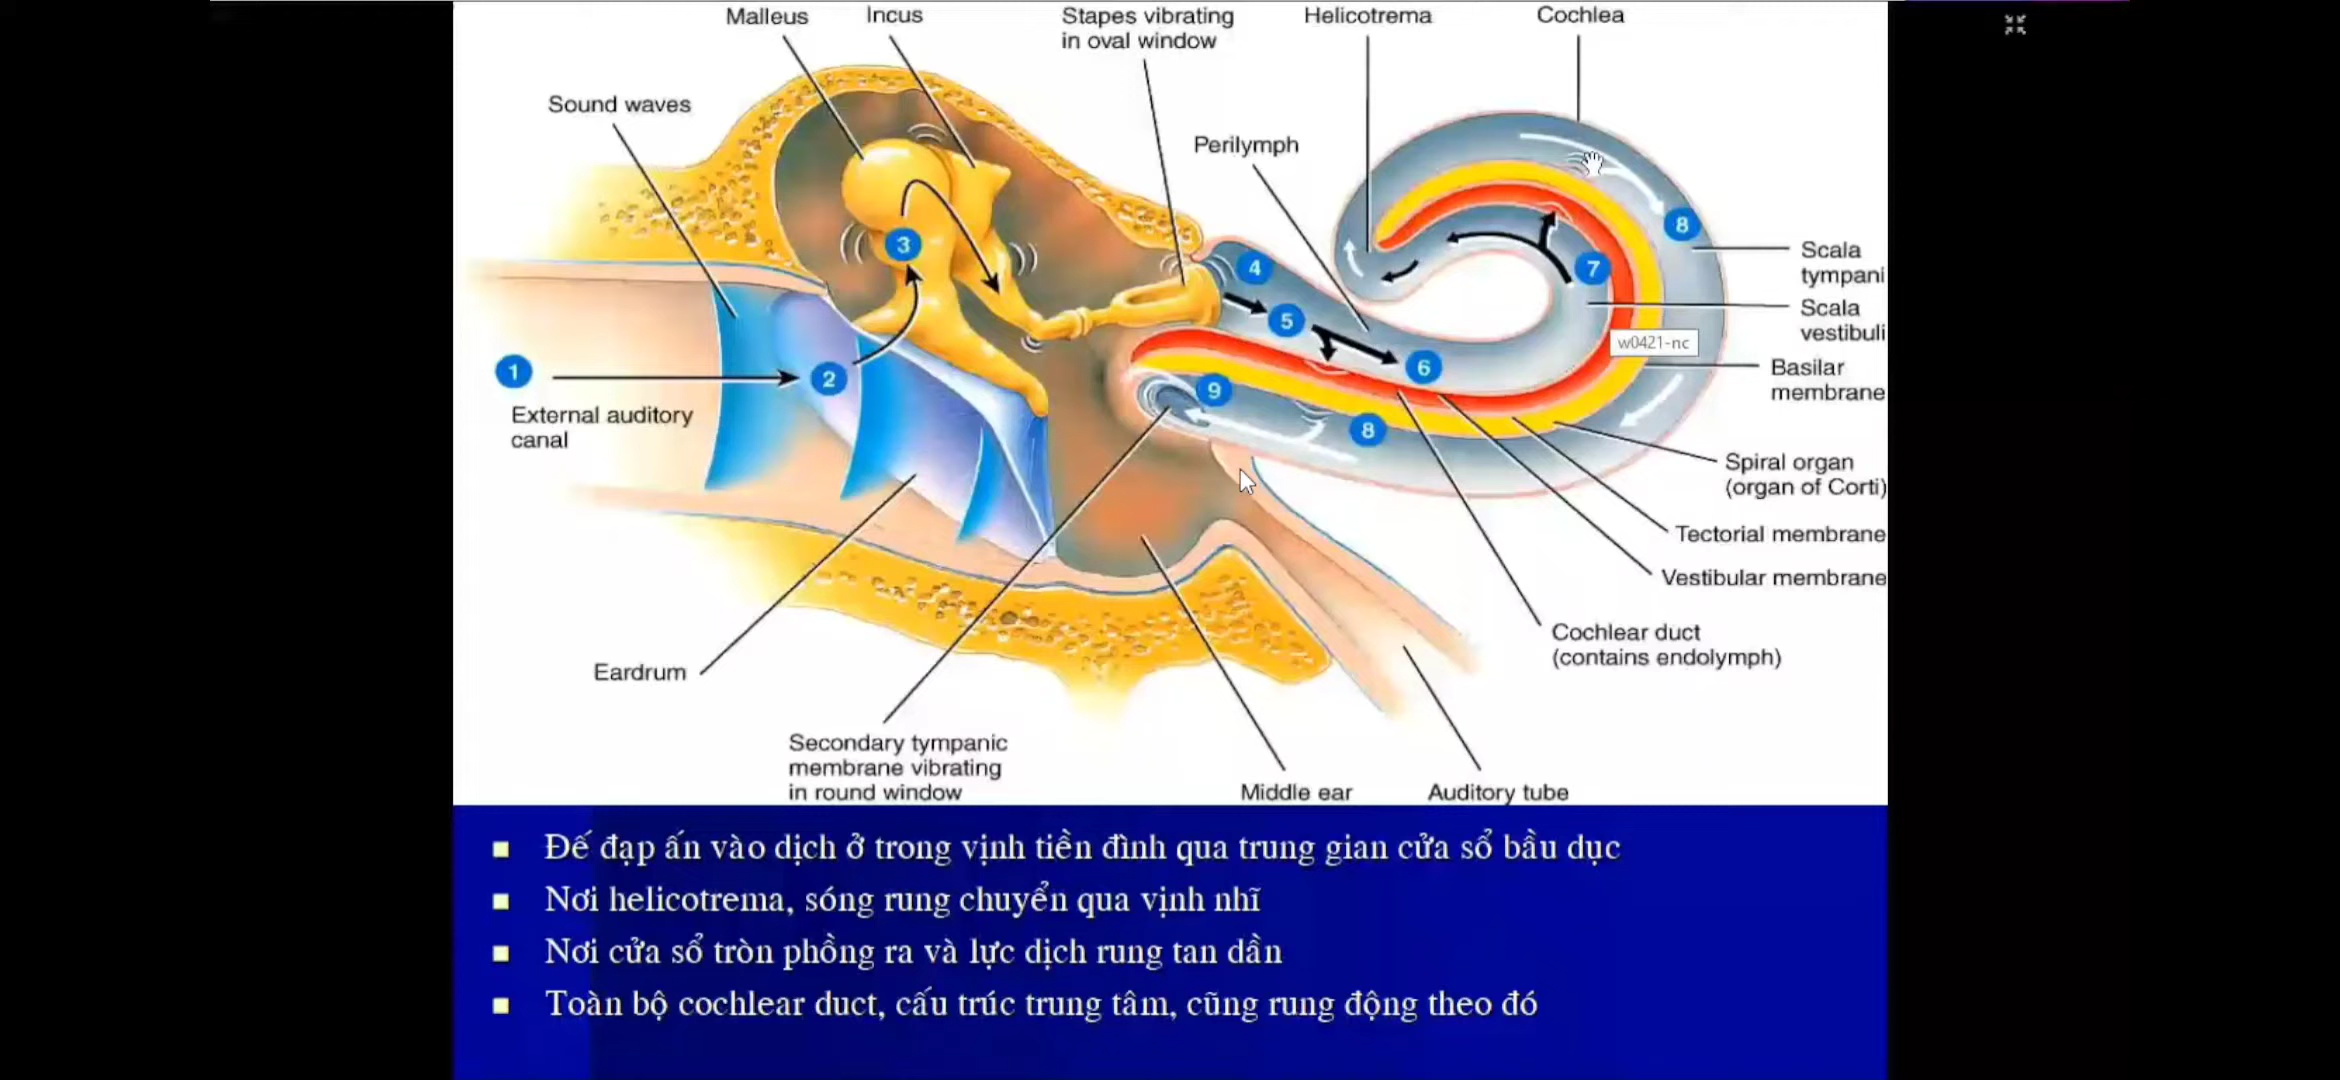 Malleus
Incus
Stapes vibrating
in oval window
Helicotrema
Cochlea
Sound waves
Perilymph
3
4
8
7
Scala
tympani
5
Scala
vestibuli
w0421-nc
1
2
6
Basilar
membrane
9
External auditory
canal
8
Spiral organ
(organ of Corti)
Tectorial membrane
Vestibular membrane
Cochlear duct
(contains endolymph)
Eardrum
Secondary tympanic
membrane vibrating
in round window
Middle ear
Auditory tube
Đế đạp ấn vào dịch ở trong vịnh tiền đình qua trung gian cửa sổ bầu dục
Nơi helicotrema, sóng rung chuyển qua vịnh nhĩ
Nơi cửa sổ tròn phồng ra và lực dịch rung tan dần
Toàn bộ cochlear duct, cấu trúc trung tâm, cũng rung động theo đó